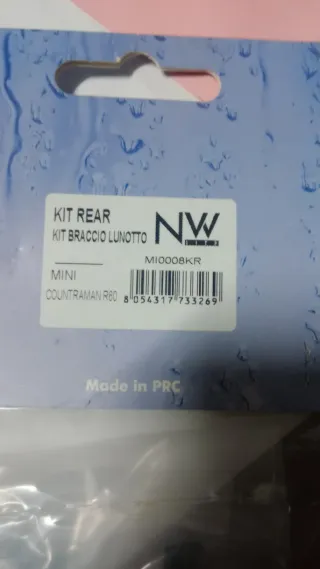 KIT REAR
KIT BRACCIO LUNOTTO
NW
MI0008KR
MINI
COUNTRAMAN R60
8 054317 733269
Made in PRC